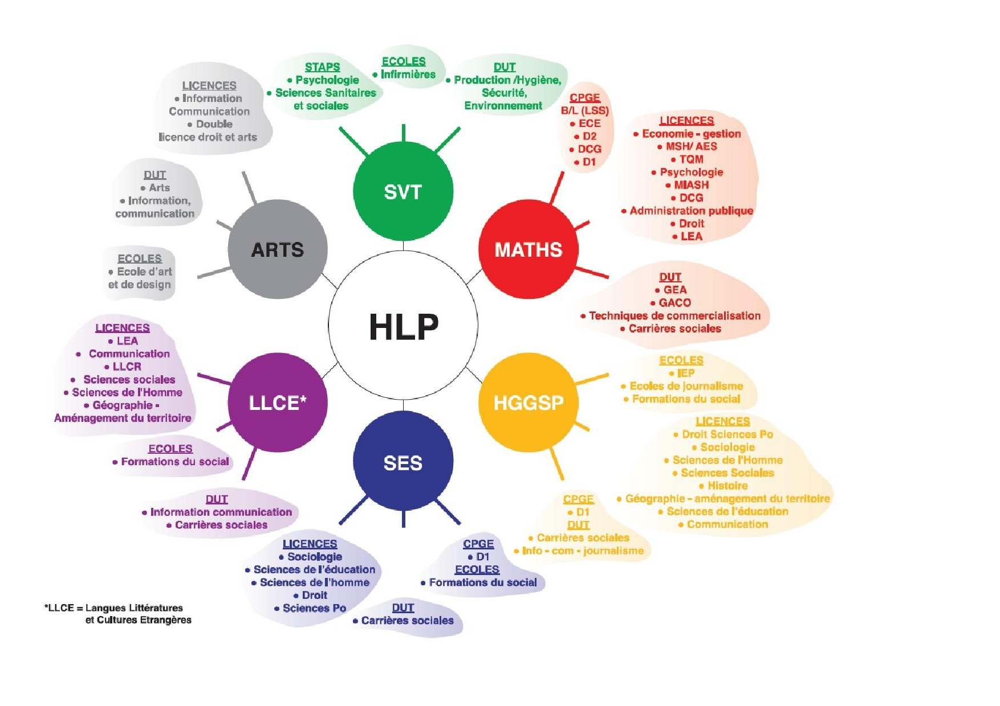 STAPS
• Psychologie
• Sciences Sanitaires
et sociales
ECOLES
• Infirmières
DUT
• Production /Hygiène,
Sécurité,
Environnement
LICENCES
• Information
Communication
• Double
licence droit et arts
DUT
• Arts
• Information,
communication
ECOLES
• Ecole d'art
et de design
CPGE
B/L (LSS)
• ECE
• D2
• DCG
• D1
LICENCES
• Economie - gestion
• MSH/ AES
• TQM
• Psychologie
• MIASH
• DCG
• Administration publique
• Droit
• LEA
DUT
• GEA
• GACO
• Techniques de commercialisation
• Carrières sociales
SVT
ARTS
MATHS
HLP
LLCE*
HGGSP
SES
LICENCES
• LEA
• Communication
• LLCR
• Sciences sociales
• Sciences de l'Homme
• Géographie -
Aménagement du territoire
ECOLES
• Formations du social
DUT
• Information communication
• Carrières sociales
ECOLES
• IEP
• Ecoles de journalisme
• Formations du social
LICENCES
• Droit Sciences Po
• Sociologie
• Sciences de l'Homme
• Sciences Sociales
• Histoire
• Géographie - aménagement du territoire
• Sciences de l'éducation
• Communication
CPGE
• D1
DUT
• Carrières sociales
• Info - com - journalisme
LICENCES
• Sociologie
• Sciences de l'éducation
• Sciences de l'homme
• Droit
• Sciences Po
CPGE
• D1
ECOLES
• Formations du social
DUT
• Carrières sociales
*LLCE = Langues Littératures
et Cultures Etrangères